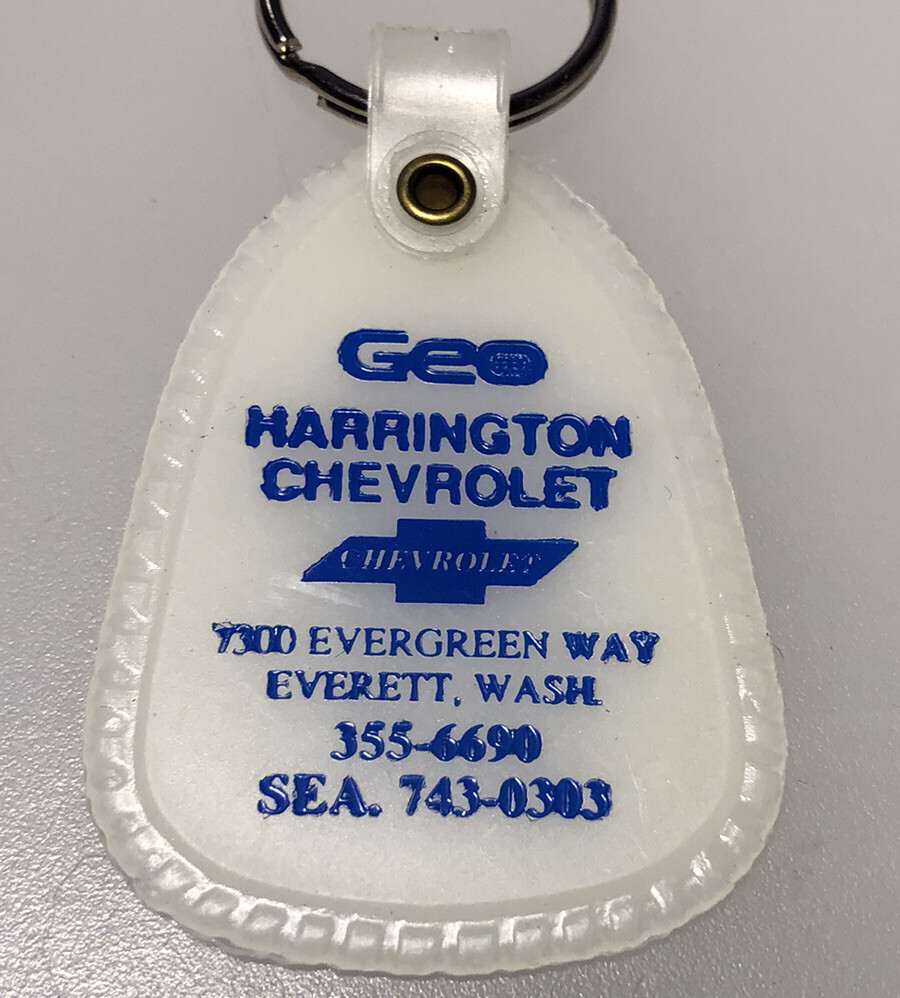 Geo
HARRINGTON
CHEVROLET
CHEVROLET
7300 EVERGREEN WAY
EVERETT, WASH.
355-6690
SEA. 743-0303